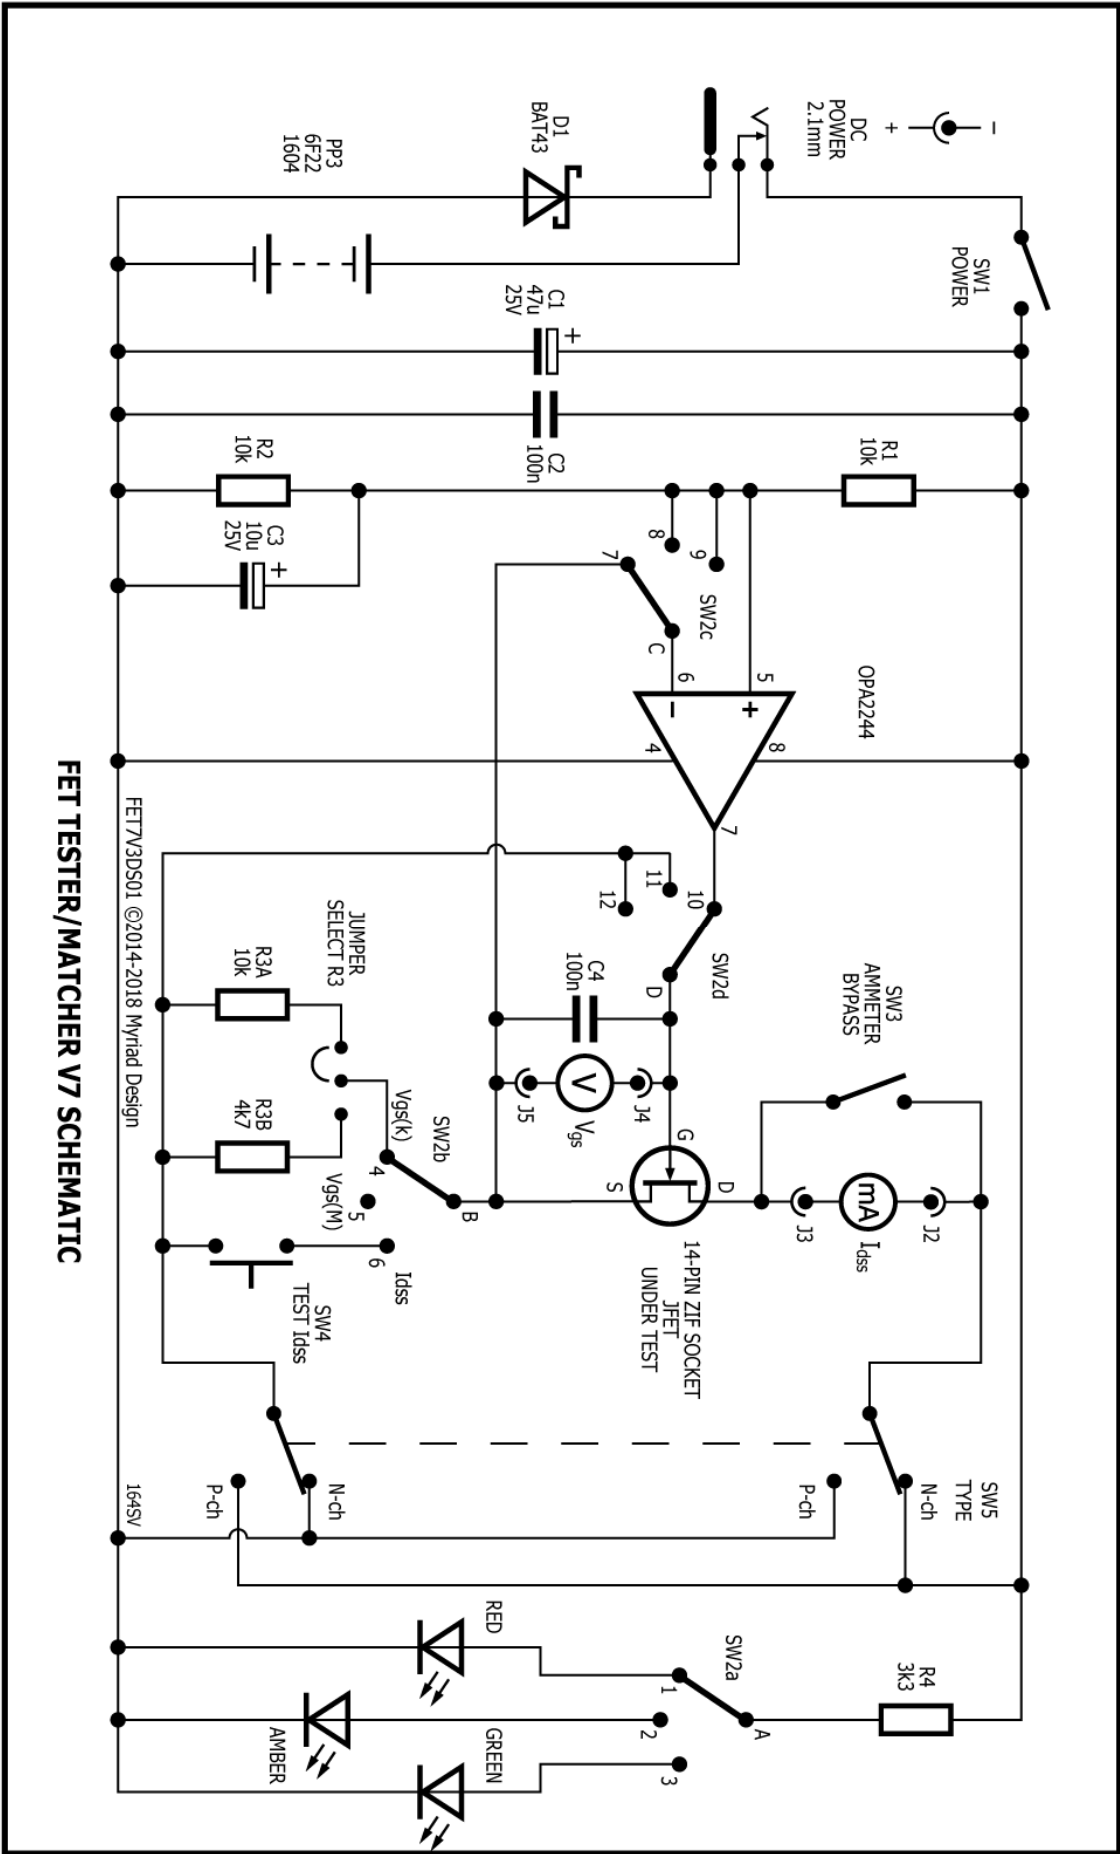 DC
POWER
2.1mm
−
+
SW1
POWER
D1
BAT43
PP3
6F22
1604
C1
47u
25V
+
C2
100n
R1
10k
R2
10k
C3
10u
25V
+
8
9
7
SW2c
C
OPA2244
6
5
−
+
4
8
7
10
11
12
SW2d
D
C4
100n
SW3
AMMETER
BYPASS
V
Vgs
J4
J5
G
D
S
mA
Idss
J2
J3
14-PIN ZIF SOCKET
JFET
UNDER TEST
JUMPER
SELECT R3
R3A
10k
R3B
4k7
Vgs(k)
SW2b
4
B
Vgs(M)
5
6
Idss
SW4
TEST Idss
SW5
TYPE
N-ch
P-ch
N-ch
P-ch
RED
AMBER
GREEN
SW2a
1
2
3
A
R4
3k3
FET7V3DS01 ©2014-2018 Myriad Design
164SV
FET TESTER/MATCHER V7 SCHEMATIC